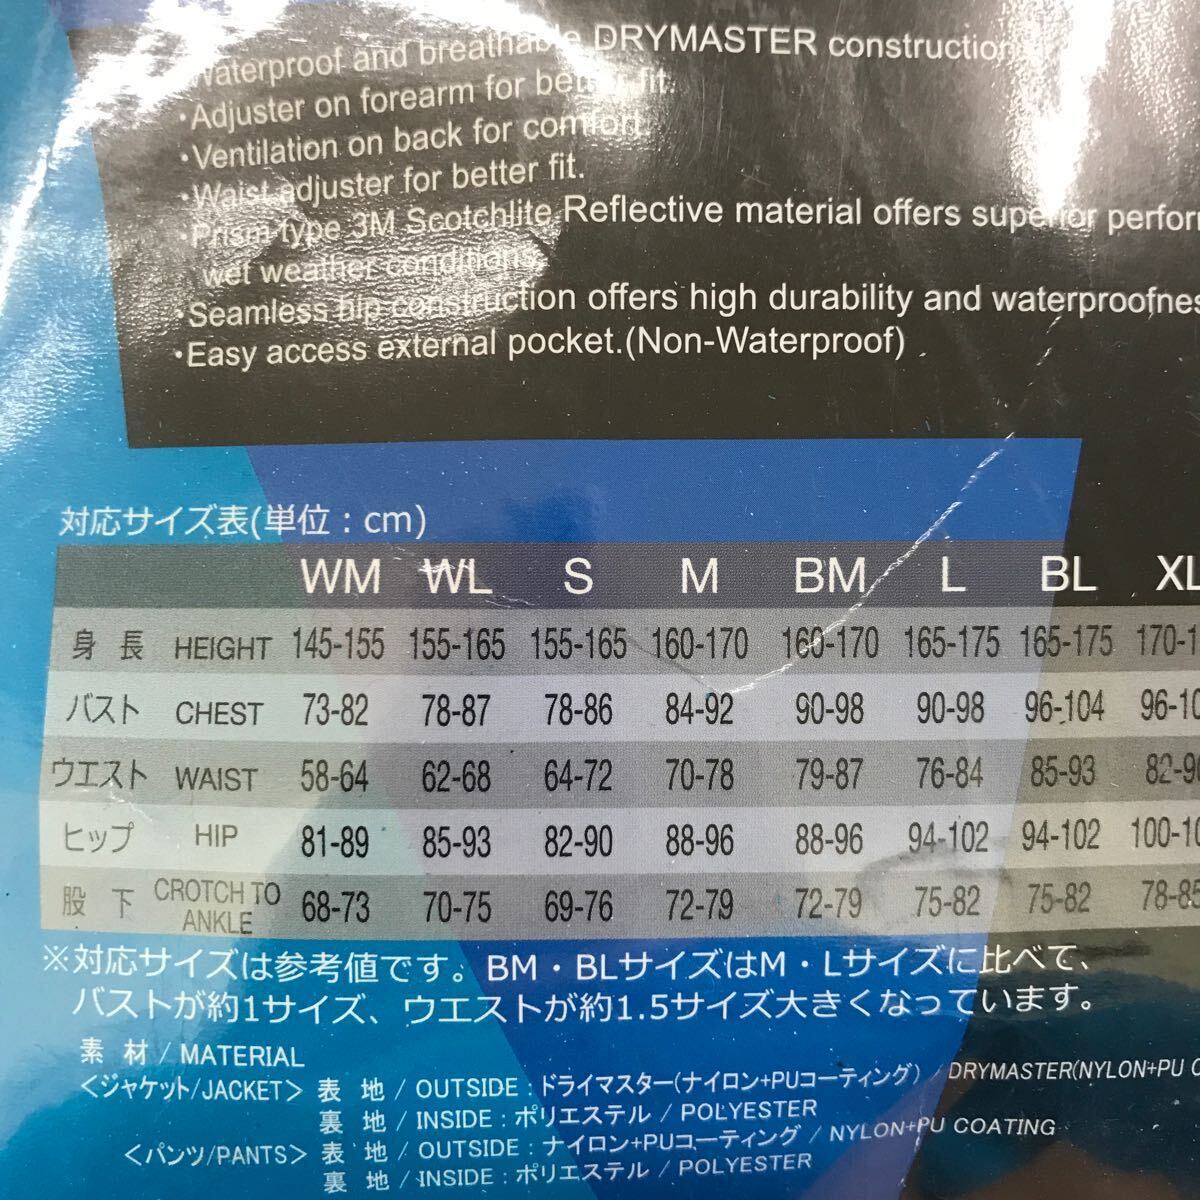 Waterproof and breathable DRYMASTER construction
・Adjuster on forearm for better fit.
・Ventilation on back for comfort.
・Waist adjuster for better fit.
・Prism-type 3M Scotchlite Reflective material offers superior perfor
wet weather conditions.
・Seamless hip construction offers high durability and waterproofnes
・Easy access external pocket.(Non-Waterproof)
対応サイズ表(単位：cm)
WM WL S M BM L BL XL
身 長 HEIGHT 145-155 155-165 155-165 160-170 160-170 165-175 165-175 170-1
バスト CHEST 73-82 78-87 78-86 84-92 90-98 90-98 96-104 96-10
ウエスト WAIST 58-64 62-68 64-72 70-78 79-87 76-84 85-93 82-9
ヒップ HIP 81-89 85-93 82-90 88-96 88-96 94-102 94-102 100-10
股 下 CROTCH TO ANKLE 68-73 70-75 69-76 72-79 72-79 75-82 75-82 78-85
※対応サイズは参考値です。BM・BLサイズはM・Lサイズに比べて、
バストが約1サイズ、ウエストが約1.5サイズ大きくなっています。
素 材 / MATERIAL
<ジャケット/JACKET> 表 地 / OUTSIDE : ドライマスター(ナイロン+PUコーティング) / DRYMASTER(NYLON+PU C
裏 地 / INSIDE : ポリエステル / POLYESTER
<パンツ/PANTS> 表 地 / OUTSIDE : ナイロン+PUコーティング / NYLON+PU COATING
裏 地 / INSIDE : ポリエステル / POLYESTER